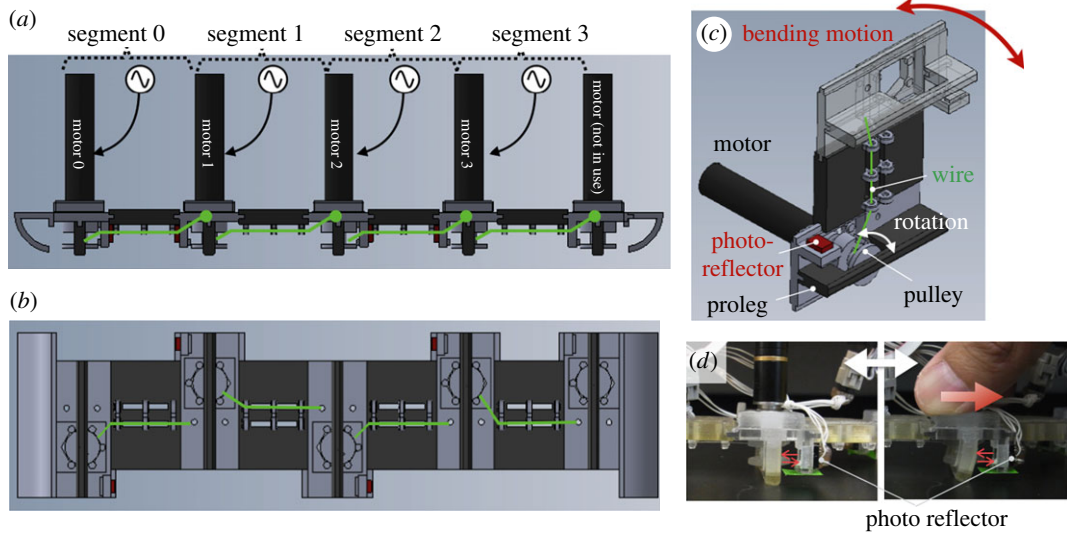 (a)
segment 0
segment 1
segment 2
segment 3
motor 0
motor 1
motor 2
motor 3
motor (not in use)
(b)
(c)
bending motion
motor
wire
photo-
reflector
rotation
proleg
pulley
(d)
photo reflector